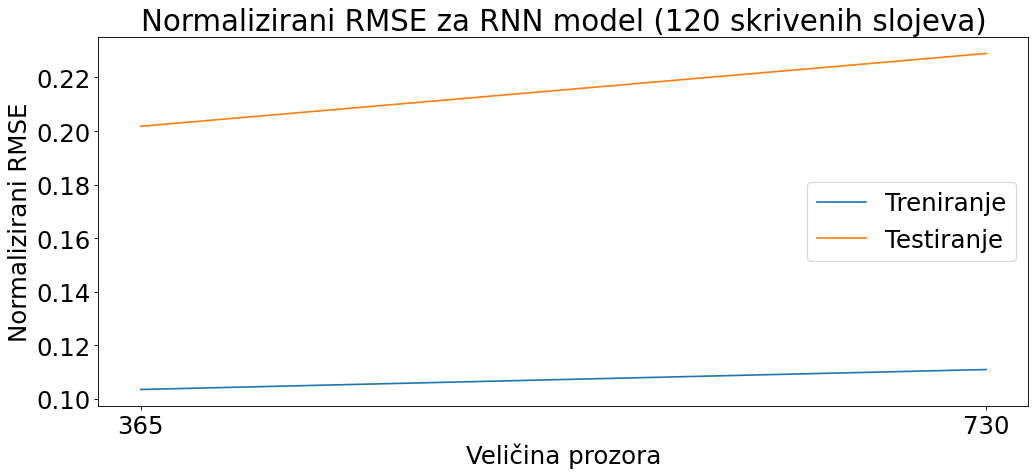 Normalizirani RMSE za RNN model (120 skrivenih slojeva)
Normalizirani RMSE
0.22
0.20
0.18
0.16
0.14
0.12
0.10
Treniranje
Testiranje
365
730
Veličina prozora